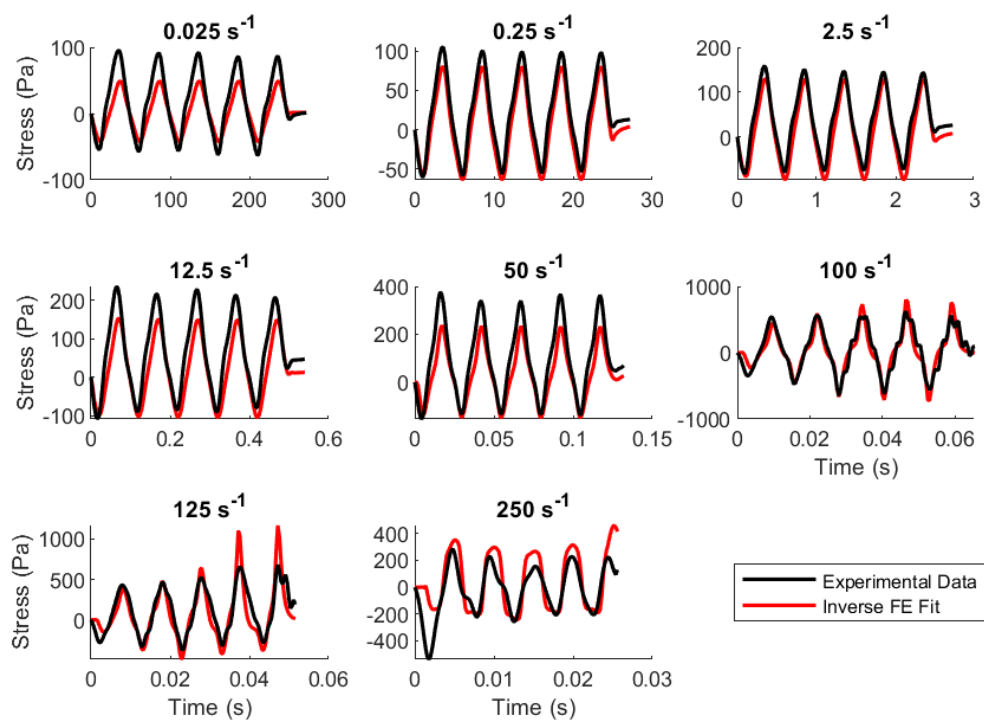 0.025 s⁻¹
0.25 s⁻¹
2.5 s⁻¹
Stress (Pa)
100
0
-100
0 100 200 300
100
50
0
-50
0 10 20 30
200
100
0
0 1 2 3
12.5 s⁻¹
50 s⁻¹
100 s⁻¹
Stress (Pa)
200
100
0
-100
0 0.2 0.4 0.6
400
200
0
0 0.05 0.1 0.15
1000
0
-1000
0 0.02 0.04 0.06
Time (s)
125 s⁻¹
250 s⁻¹
Stress (Pa)
1000
500
0
0 0.02 0.04 0.06
Time (s)
400
200
0
-200
-400
0 0.01 0.02 0.03
Time (s)
Experimental Data
Inverse FE Fit